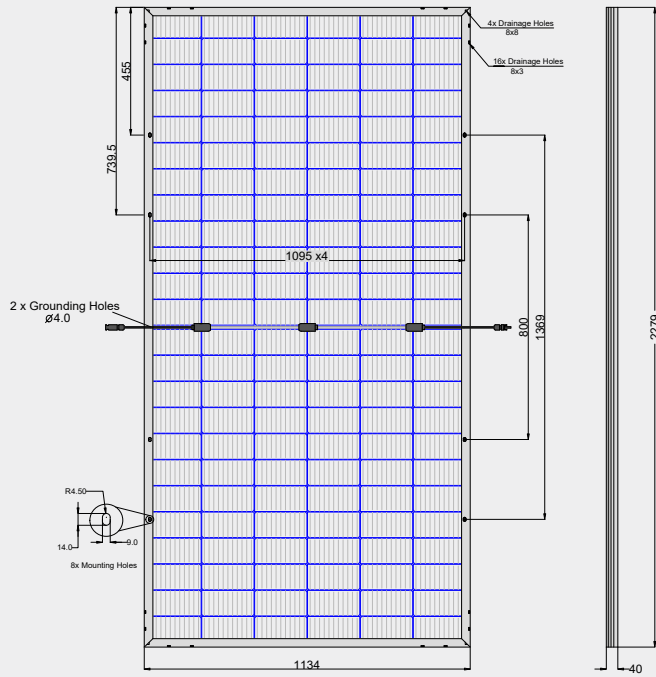 4x Drainage Holes
8x8
16x Drainage Holes
8x3
455
739.5
1095 x4
2 x Grounding Holes
Ø4.0
800
1369
2279
R4.50
14.0
9.0
8x Mounting Holes
1134
40